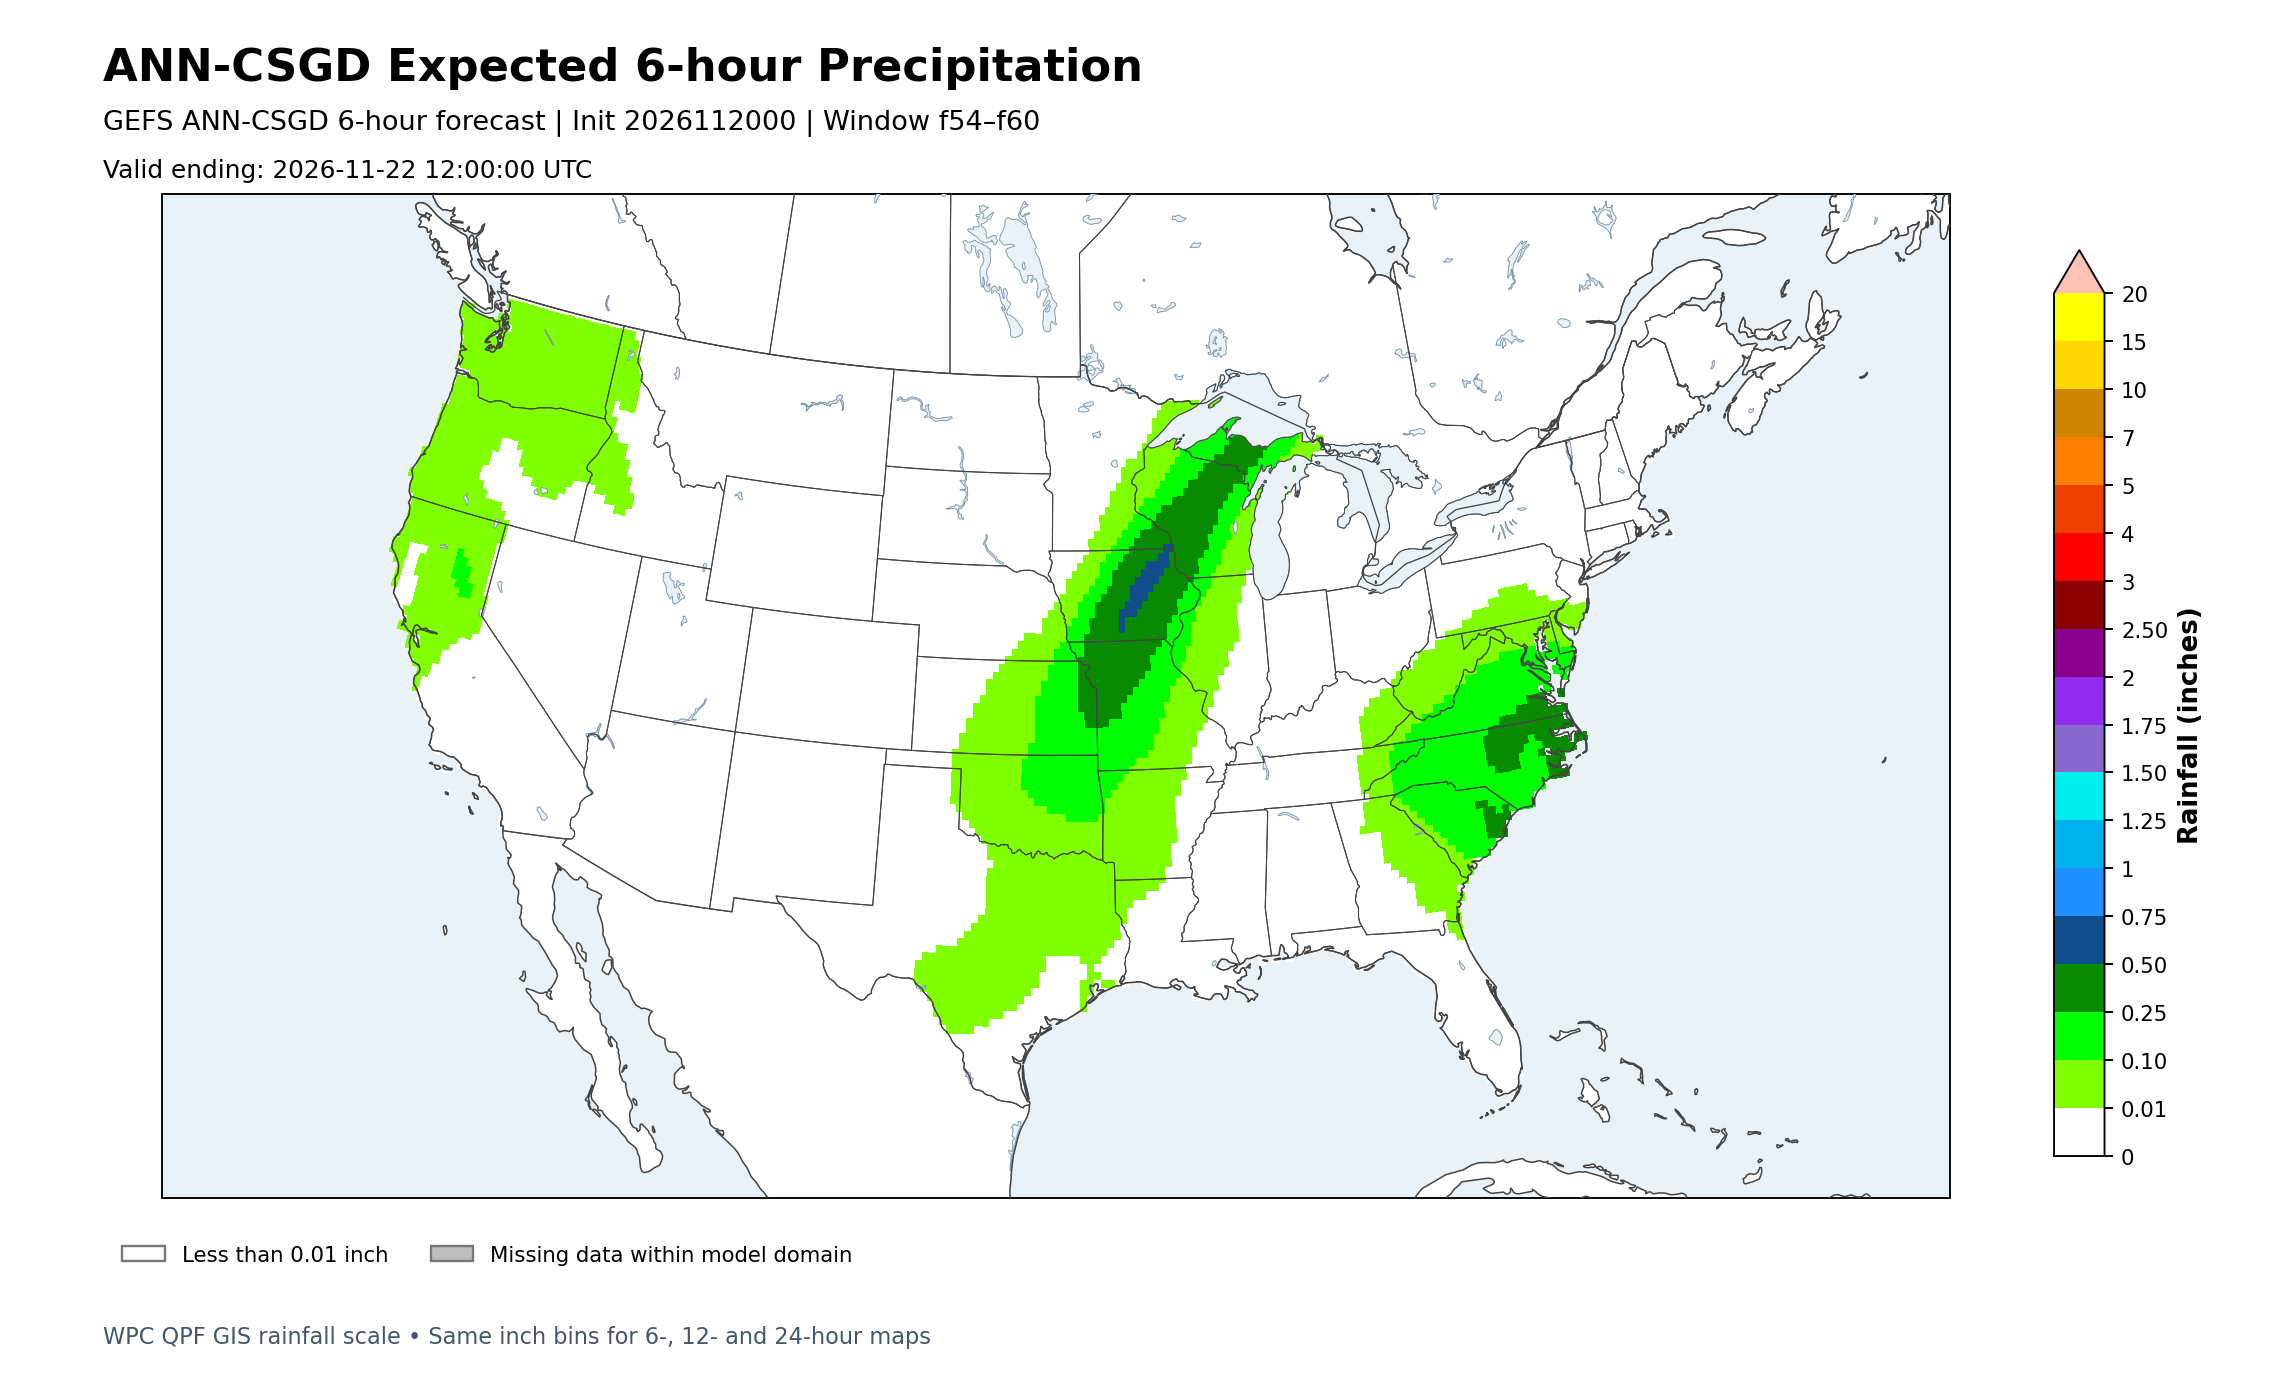 ANN-CSGD Expected 6-hour Precipitation
GEFS ANN-CSGD 6-hour forecast | Init 2026112000 | Window f54–f60
Valid ending: 2026-11-22 12:00:00 UTC
20
15
10
7
5
4
3
2.50
2
1.75
1.50
1.25
1
0.75
0.50
0.25
0.10
0.01
0
Rainfall (inches)
Less than 0.01 inch
Missing data within model domain
WPC QPF GIS rainfall scale • Same inch bins for 6-, 12- and 24-hour maps